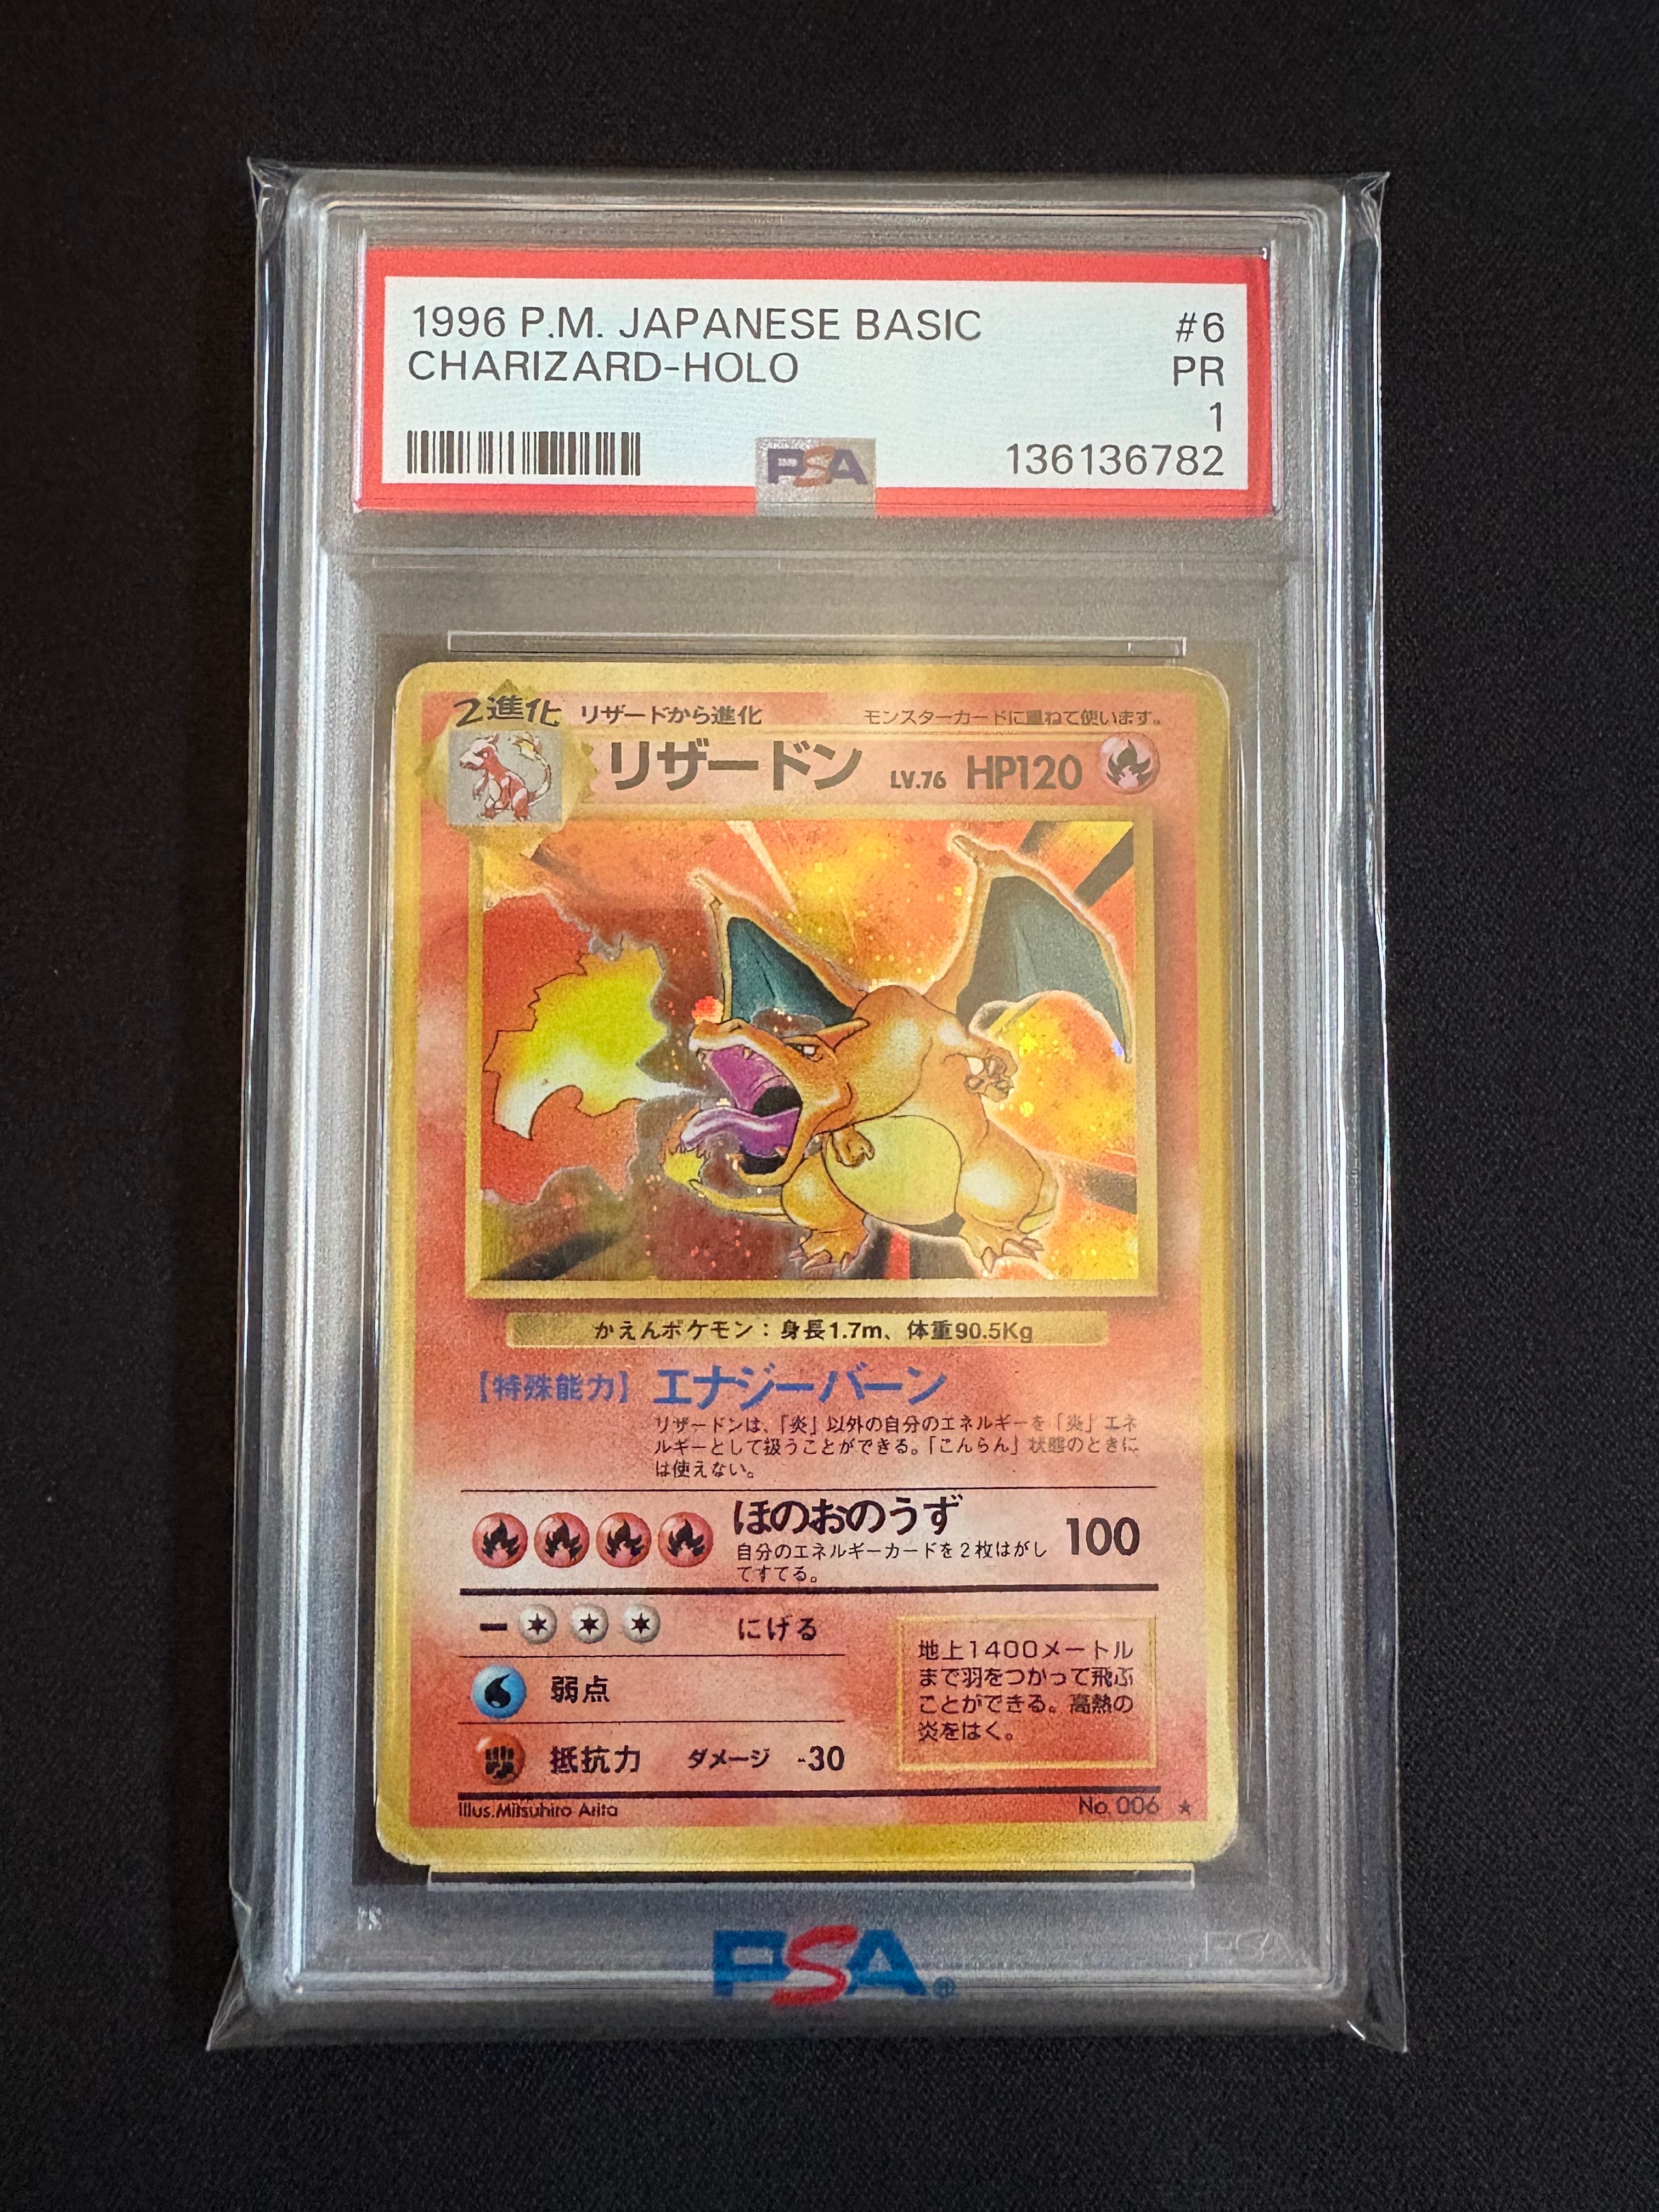 1996 P.M. JAPANESE BASIC #6
CHARIZARD-HOLO PR
1
PSA 136136782
2進化 リザードから進化 モンスターカードに重ねて使います。
リザードン LV.76 HP120
かえんポケモン：身長1.7m、体重90.5Kg
【特殊能力】エナジーバーン
リザードンは、「炎」以外の自分のエネルギーを「炎」エネ
ルギーとして扱うことができる。「こんらん」状態のときに
は使えない。
ほのおのうず 100
自分のエネルギーカードを２枚はがし
てすてる。
にげる
弱点
抵抗力 ダメージ -30
地上1400メートル
まで羽をつかって飛ぶ
ことができる。高熱の
炎をはく。
Illus.Mitsuhiro Arita No. 006 ★
PSA®
PSA